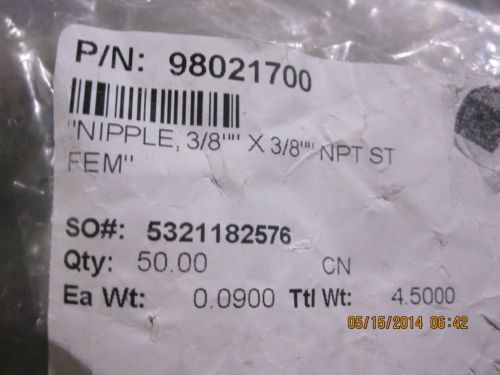 P/N: 98021700
"NIPPLE, 3/8"" X 3/8"" NPT ST
FEM"
SO#: 5321182576
Qty: 50.00 CN
Ea Wt: 0.0900 Ttl Wt: 4.5000
05/15/2014 06:42